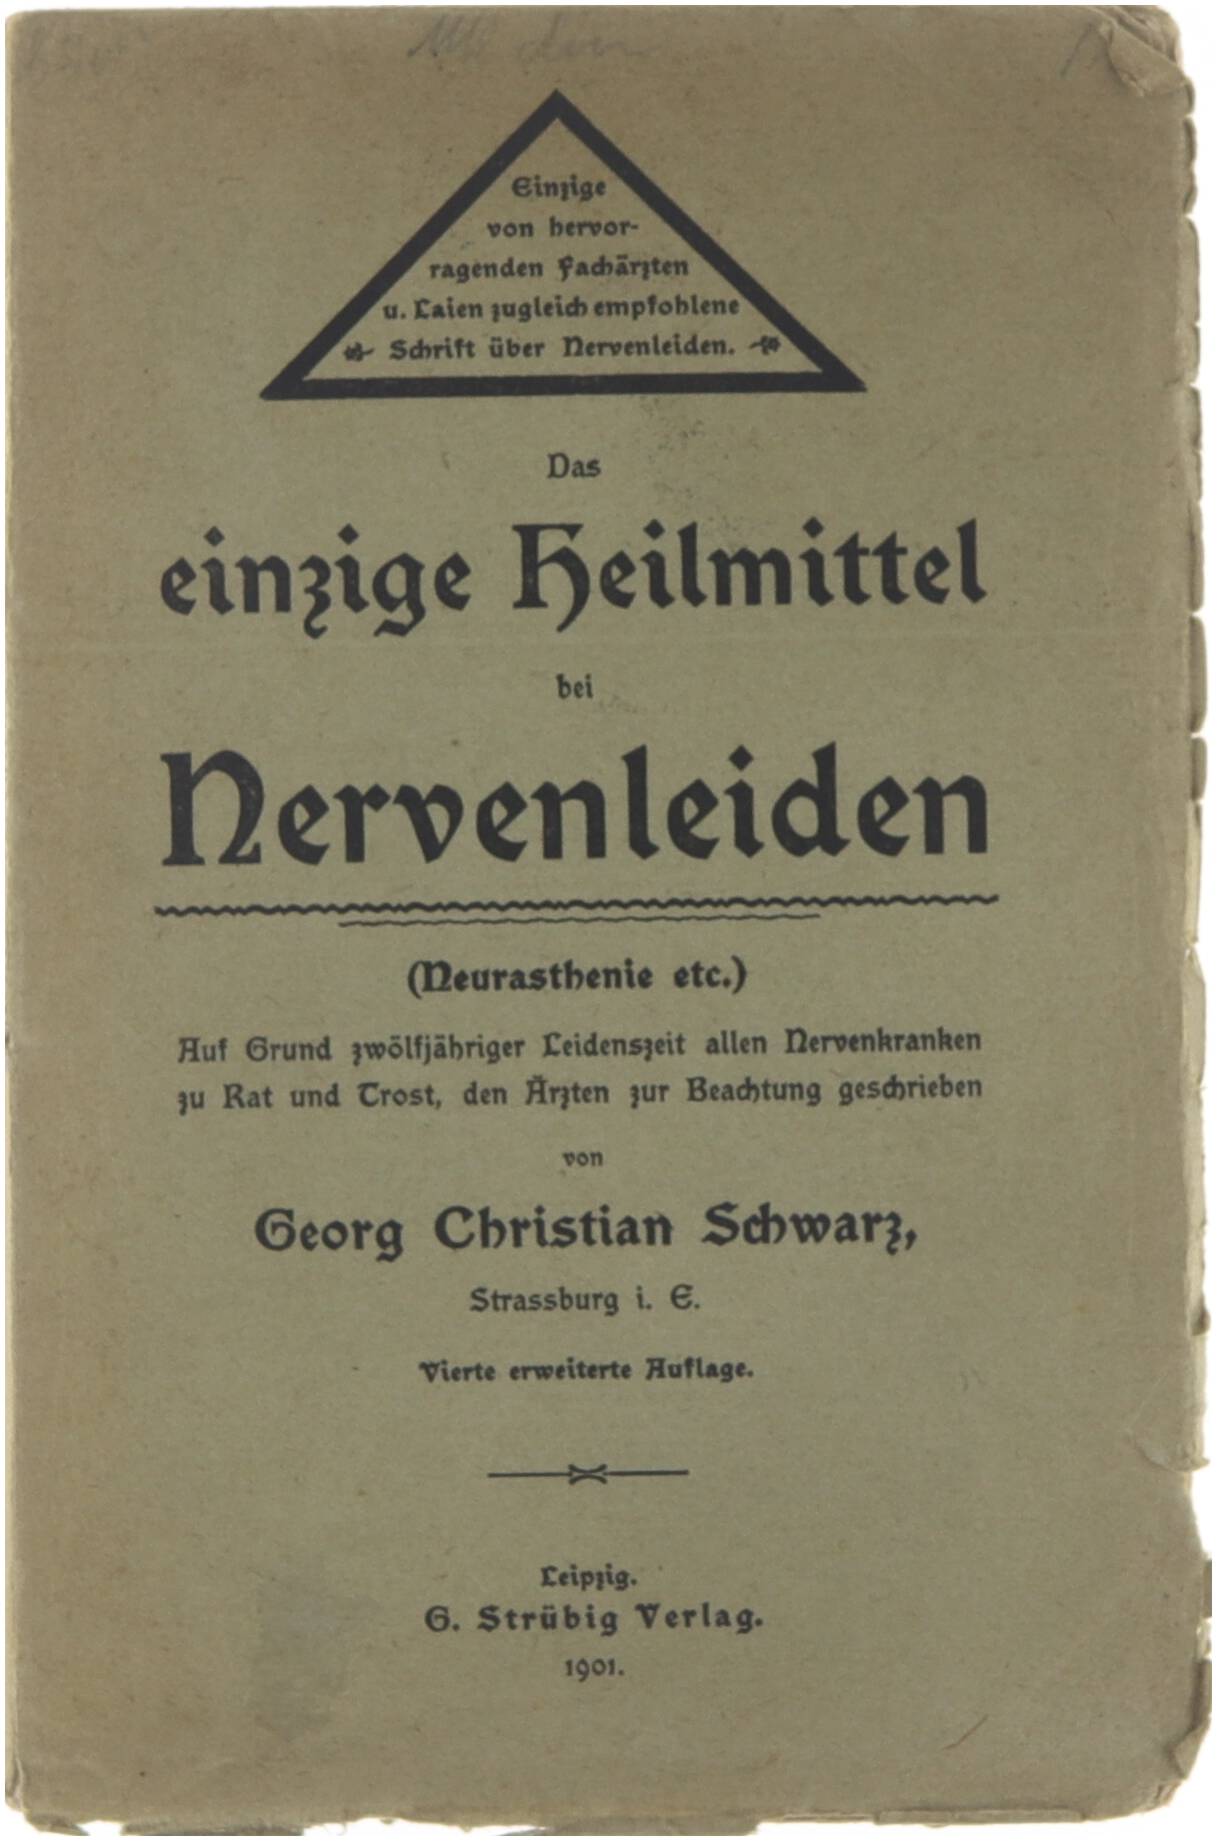 Einzige
von hervor-
ragenden Fachärzten
u. Laien zugleich empfohlene
Schrift über Nervenleiden.
Das
einzige Heilmittel
bei
Nervenleiden
(Neurasthenie etc.)
Auf Grund zwölfjähriger Leidenszeit allen Nervenkranken
zu Rat und Trost, den Ärzten zur Beachtung geschrieben
von
Georg Christian Schwarz,
Strassburg i. E.
Vierte erweiterte Auflage.
Leipzig.
G. Strübig Verlag.
1901.